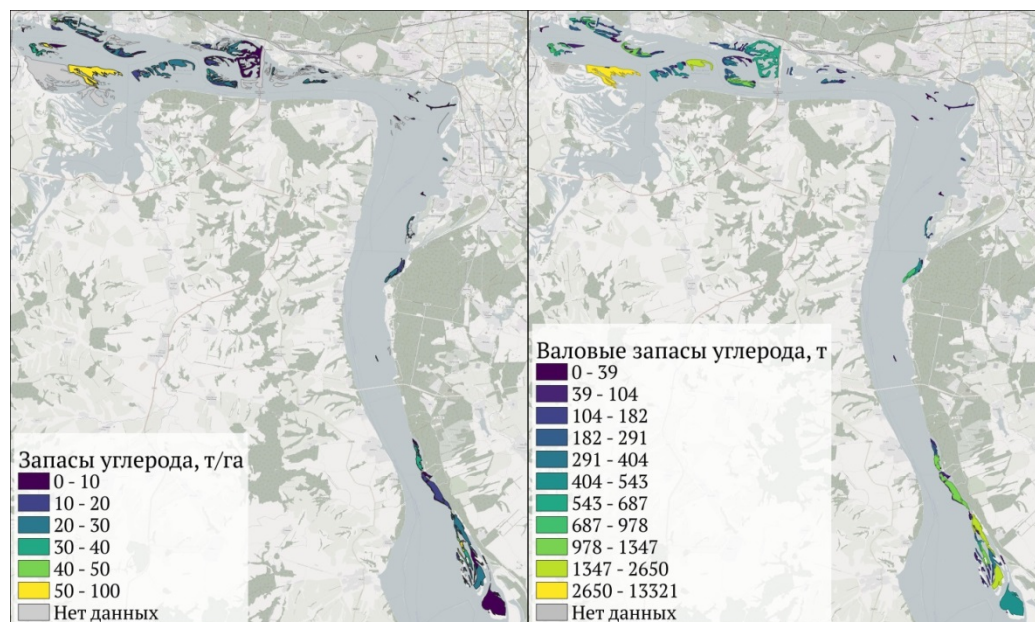 Запасы углерода, т/га
0 - 10
10 - 20
20 - 30
30 - 40
40 - 50
50 - 100
Нет данных
Валовые запасы углерода, т
0 - 39
39 - 104
104 - 182
182 - 291
291 - 404
404 - 543
543 - 687
687 - 978
978 - 1347
1347 - 2650
2650 - 13321
Нет данных